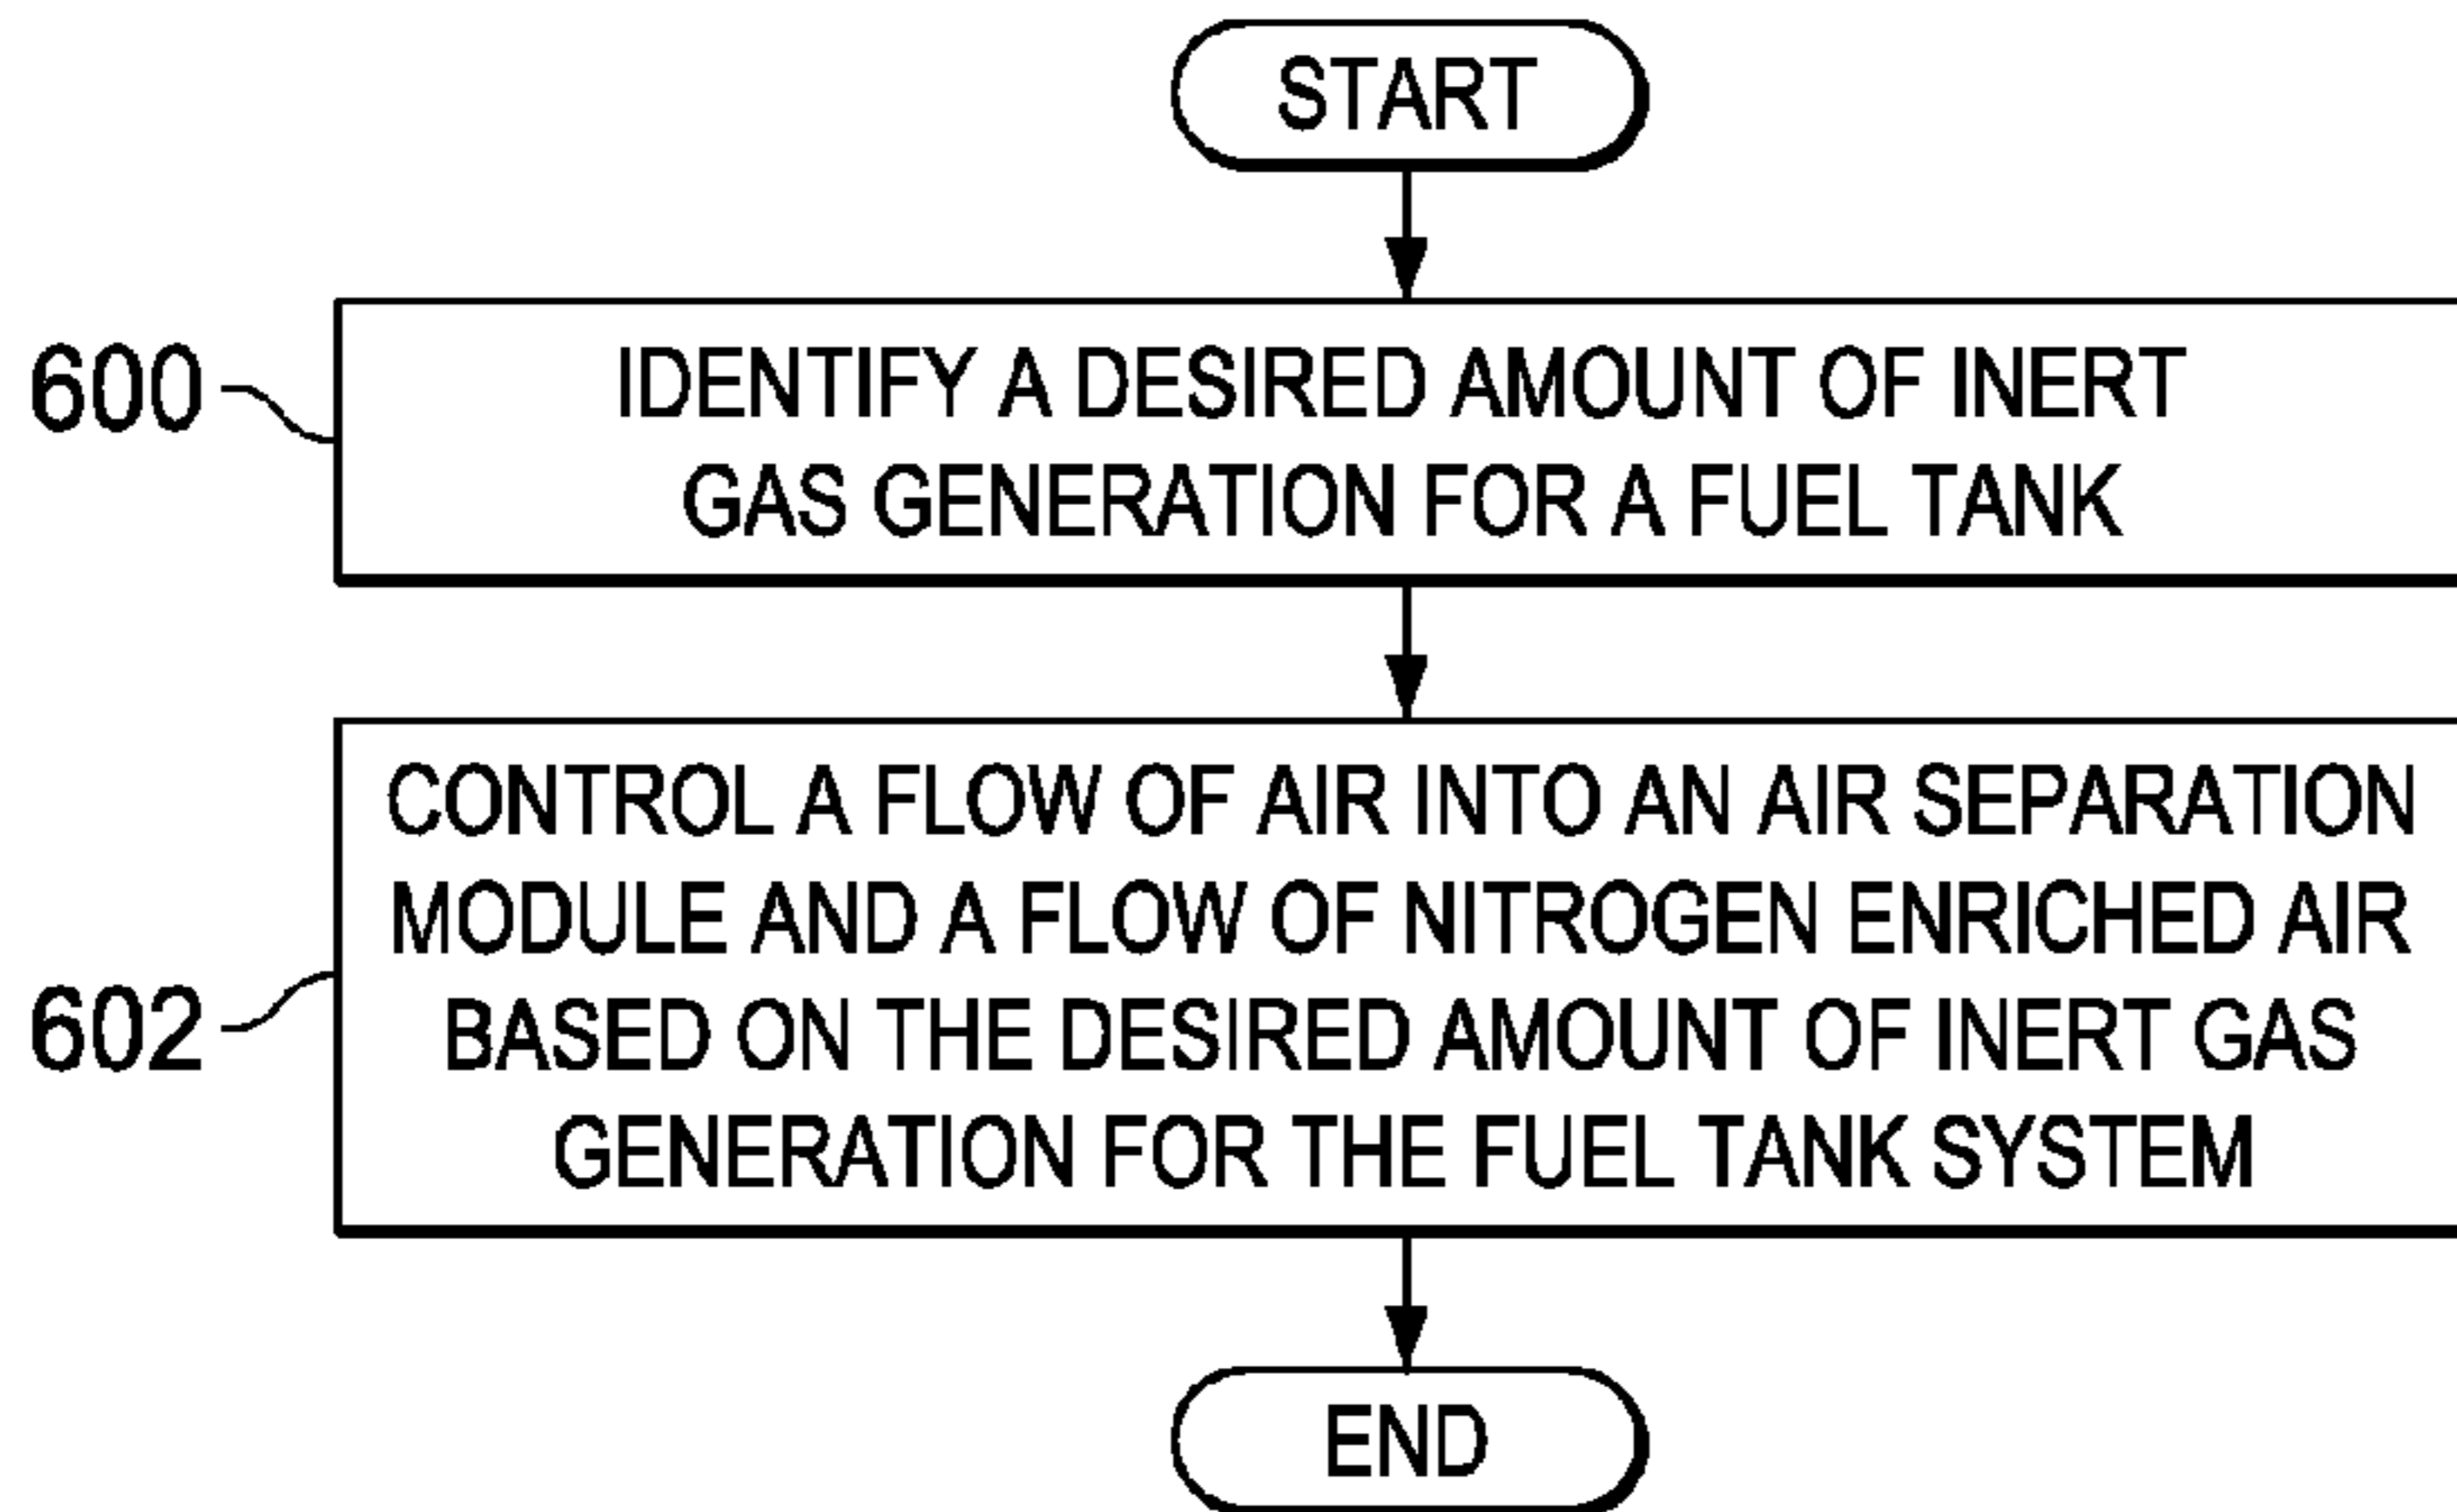 START
600
IDENTIFY A DESIRED AMOUNT OF INERT
GAS GENERATION FOR A FUEL TANK
602
CONTROL A FLOW OF AIR INTO AN AIR SEPARATION
MODULE AND A FLOW OF NITROGEN ENRICHED AIR
BASED ON THE DESIRED AMOUNT OF INERT GAS
GENERATION FOR THE FUEL TANK SYSTEM
END